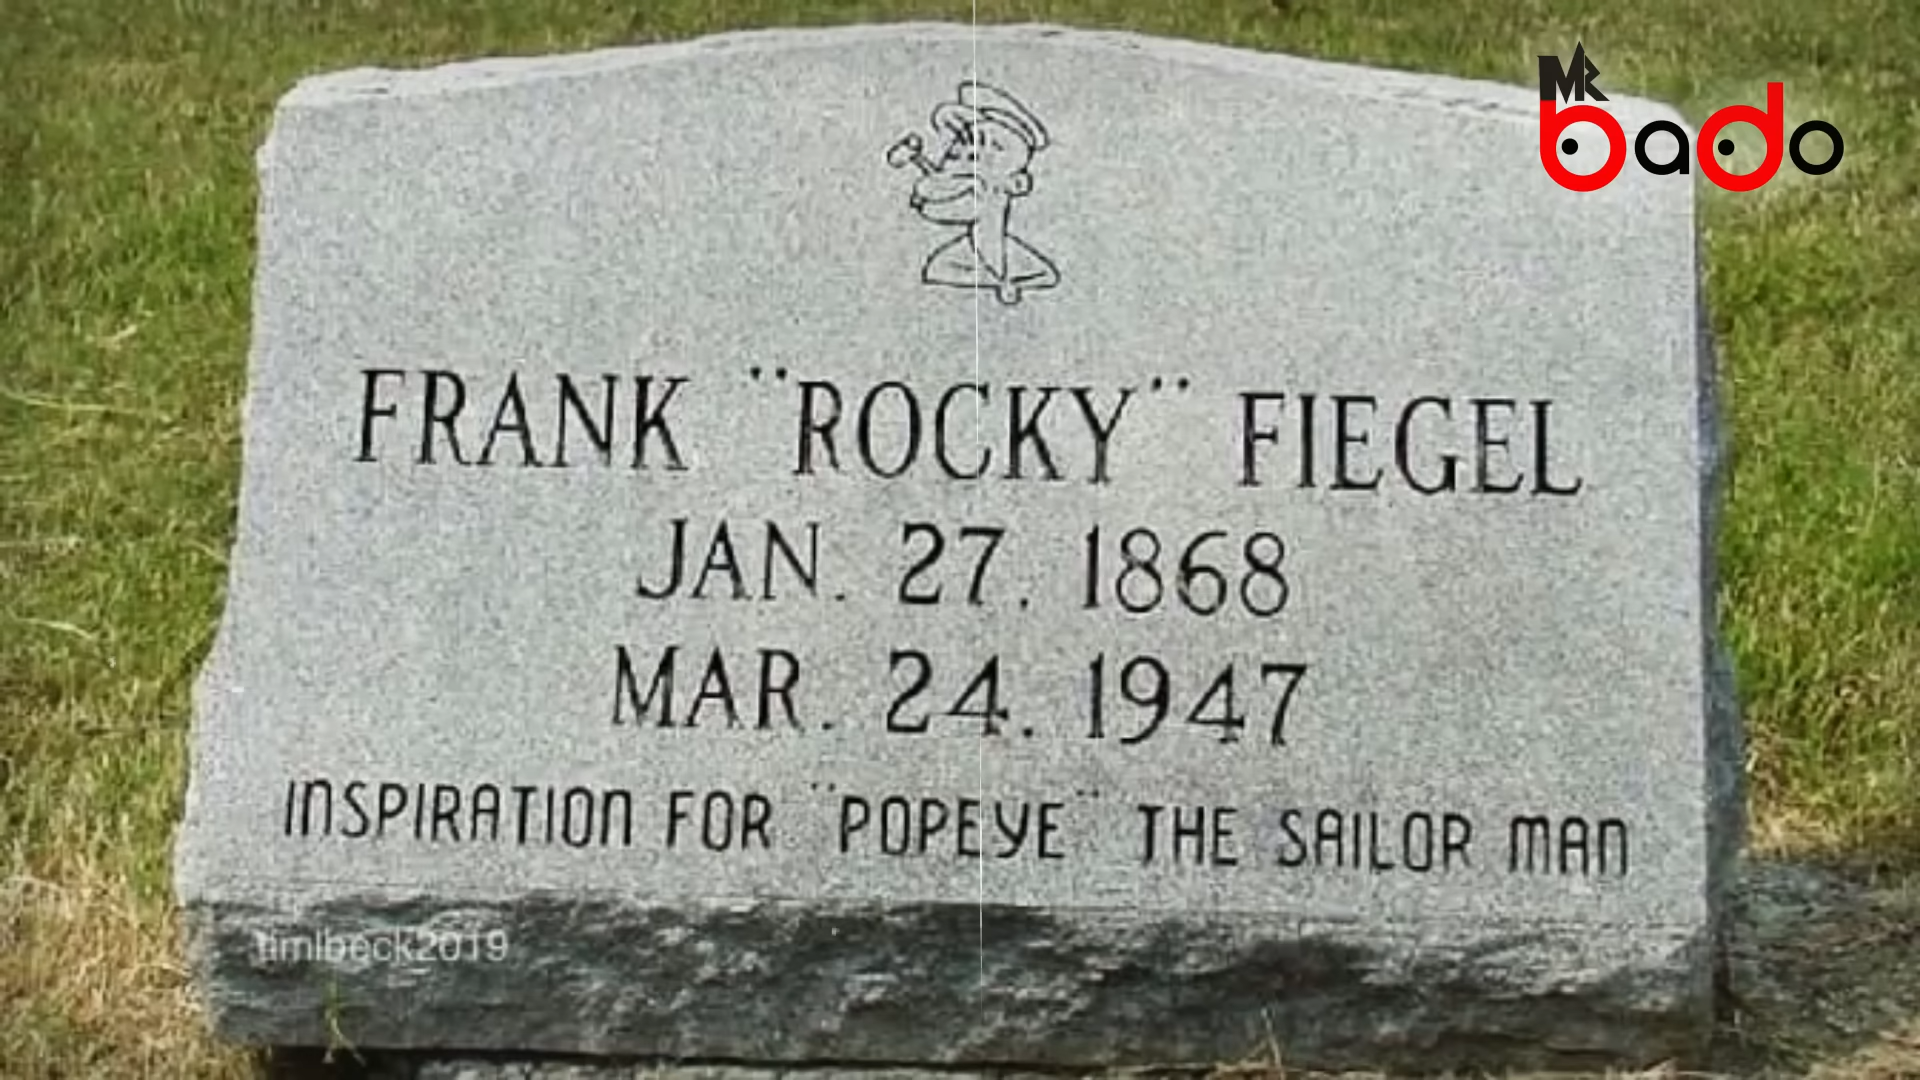 MR
bado
FRANK "ROCKY" FIEGEL
JAN. 27. 1868
MAR. 24. 1947
INSPIRATION FOR "POPEYE" THE SAILOR MAN
timlbeck2019